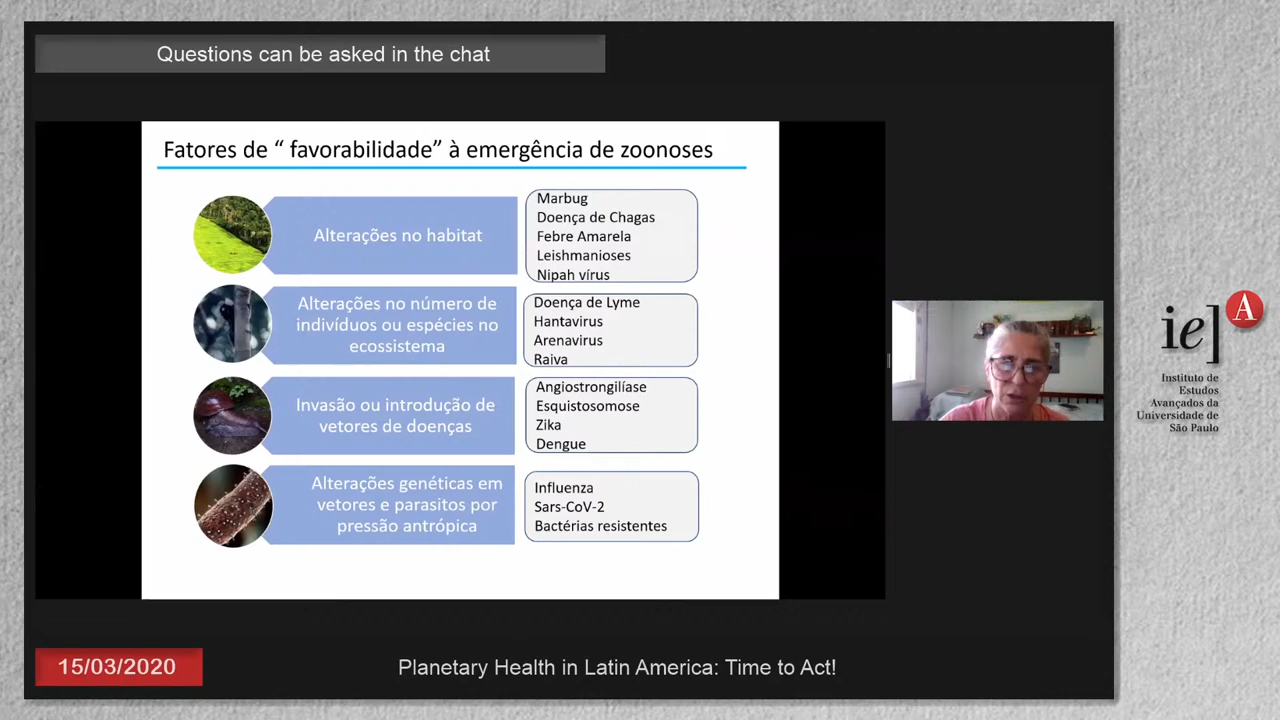 Questions can be asked in the chat
Fatores de “ favorabilidade” à emergência de zoonoses
Alterações no habitat
Marbug
Doença de Chagas
Febre Amarela
Leishmanioses
Nipah vírus
Alterações no número de
indivíduos ou espécies no
ecossistema
Doença de Lyme
Hantavirus
Arenavirus
Raiva
Invasão ou introdução de
vetores de doenças
Angiostrongilíase
Esquistosomose
Zika
Dengue
Alterações genéticas em
vetores e parasitos por
pressão antrópica
Influenza
Sars-CoV-2
Bactérias resistentes
ie] A
Instituto de
Estudos
Avançados da
Universidade de
São Paulo
15/03/2020
Planetary Health in Latin America: Time to Act!